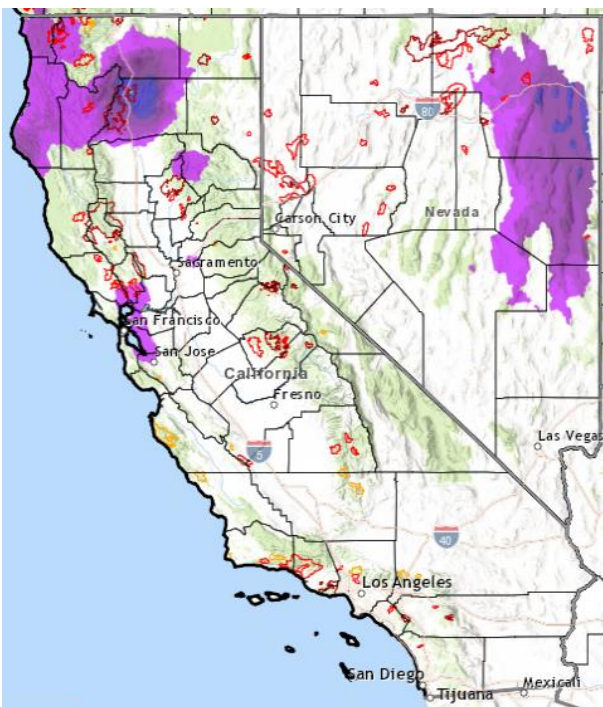 80
Carson City
Nevada
Sacramento
San Francisco
San Jose
California
Fresno
5
Las Vegas
40
Los Angeles
San Diego
Tijuana
Mexicali